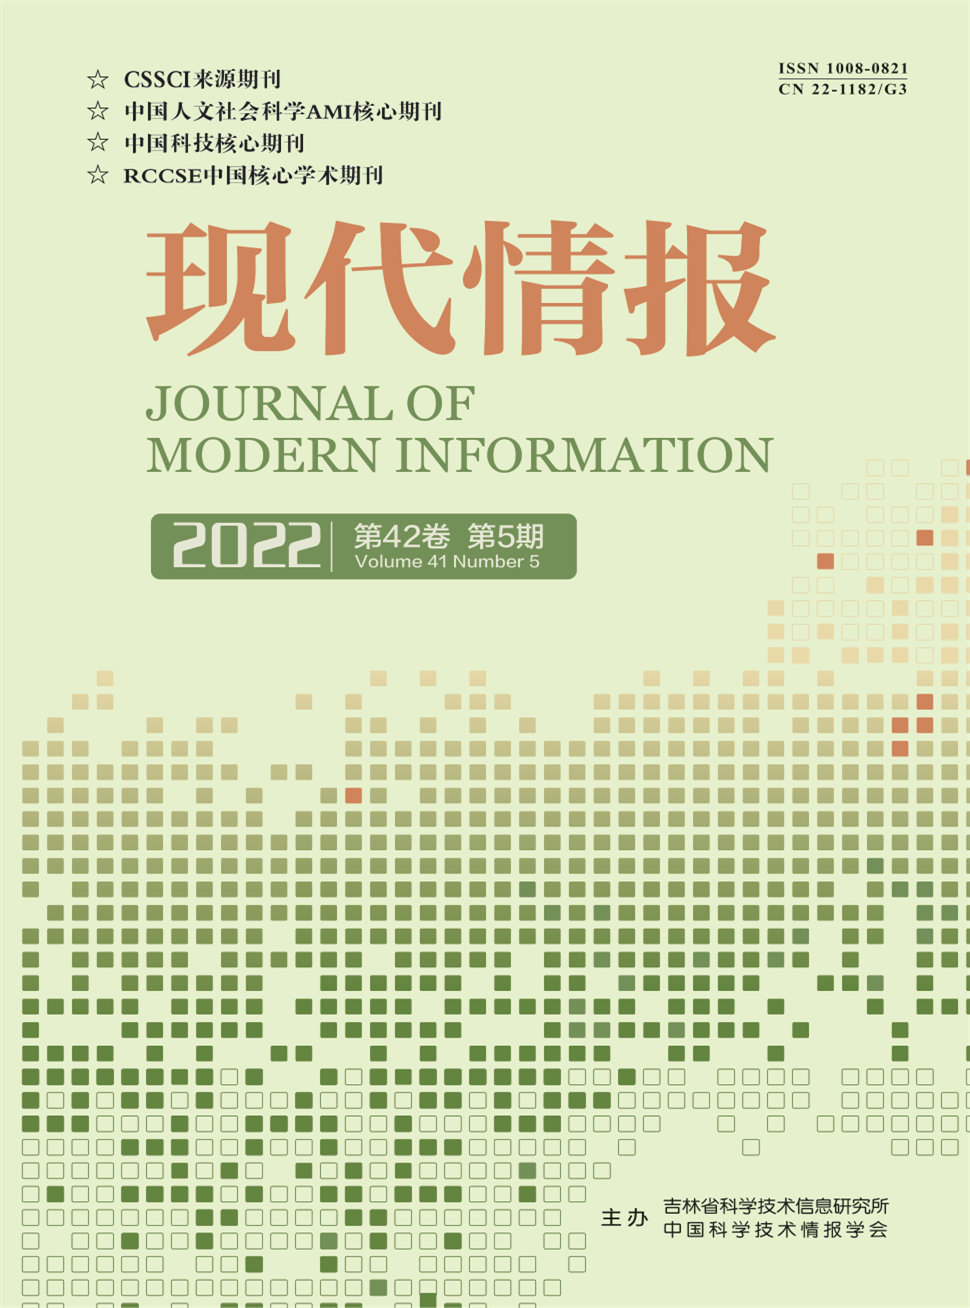 ☆ CSSCI来源期刊
☆ 中国人文社会科学AMI核心期刊
☆ 中国科技核心期刊
☆ RCCSE中国核心学术期刊
ISSN 1008-0821
CN 22-1182/G3
现代情报
JOURNAL OF
MODERN INFORMATION
2022 第42卷 第5期
Volume 41 Number 5
主办 吉林省科学技术信息研究所
中国科学技术情报学会